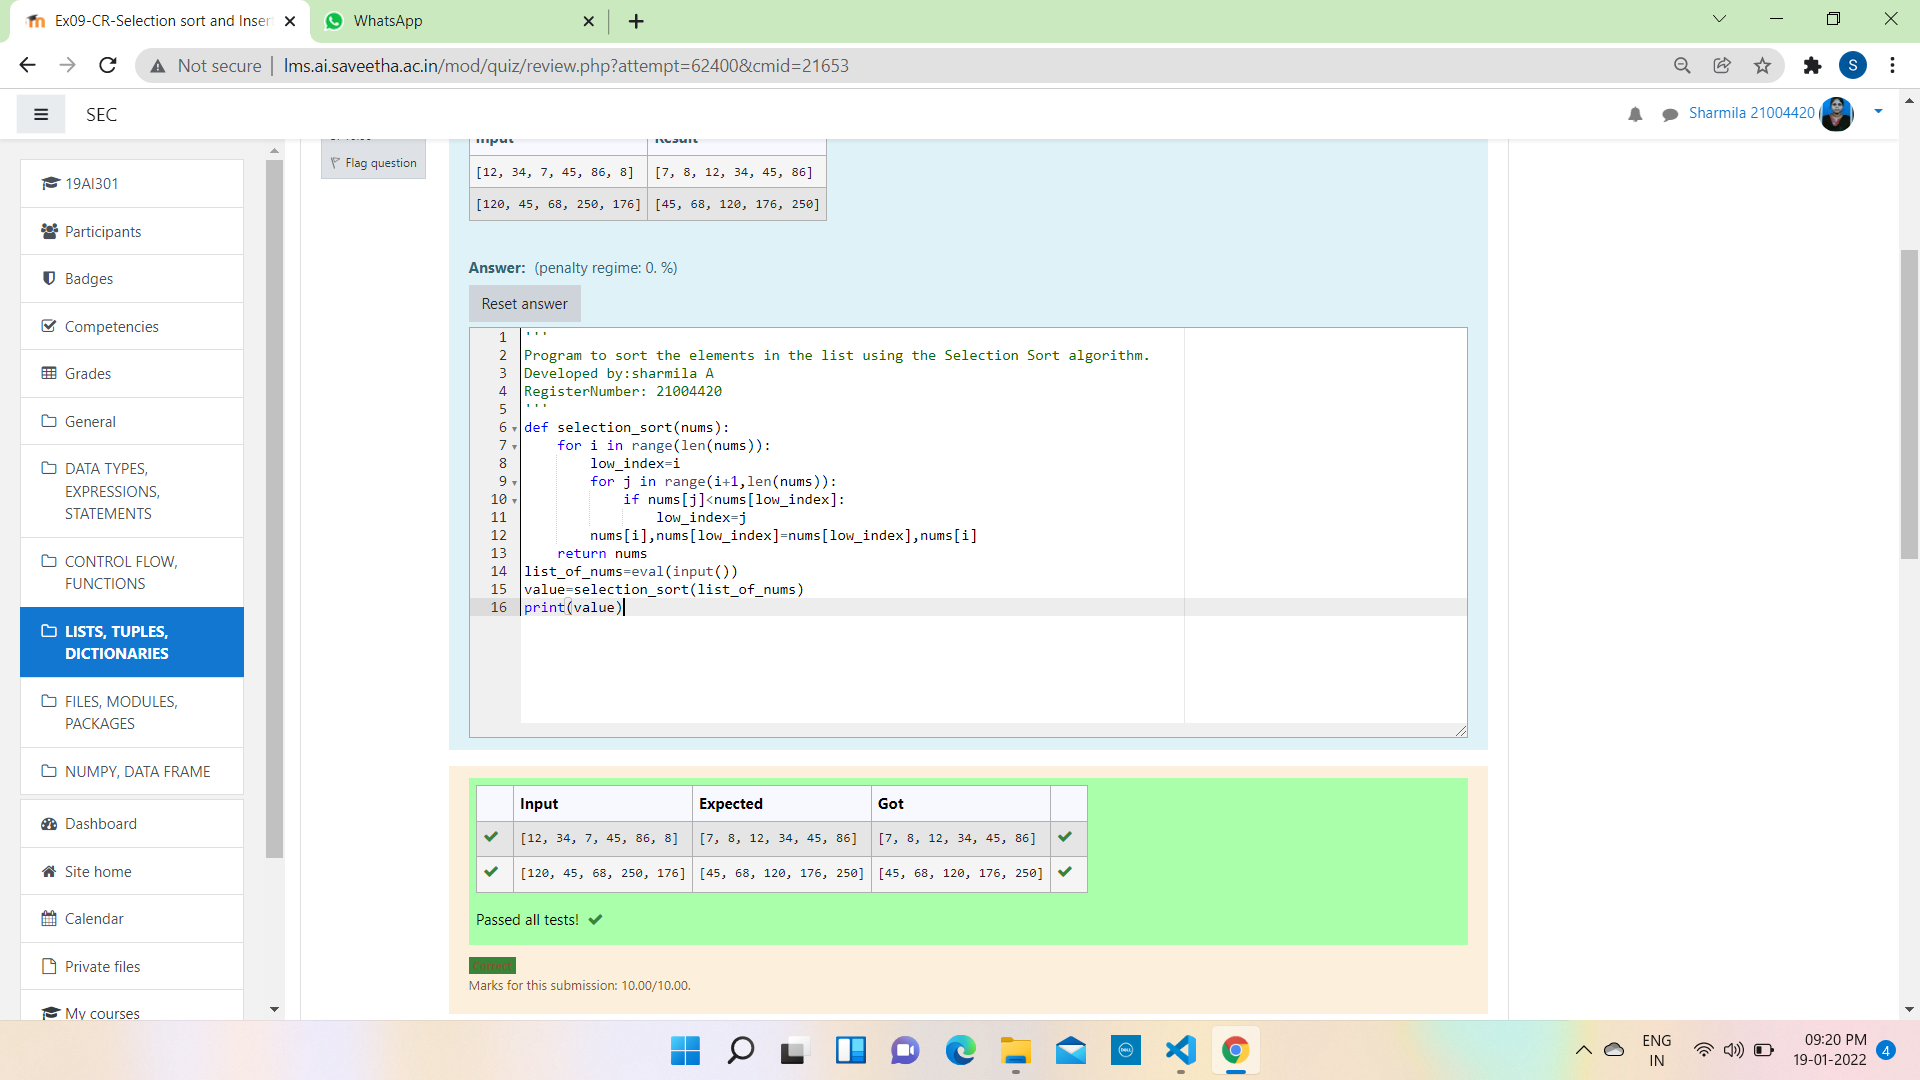 Ex09-CR-Selection sort and Inser
WhatsApp
Not secure
lms.ai.saveetha.ac.in/mod/quiz/review.php?attempt=62400&cmid=21653
S
SEC
Sharmila 21004420
19AI301
Participants
Badges
Competencies
Grades
General
DATA TYPES,
EXPRESSIONS,
STATEMENTS
CONTROL FLOW,
FUNCTIONS
LISTS, TUPLES,
DICTIONARIES
FILES, MODULES,
PACKAGES
NUMPY, DATA FRAME
Dashboard
Site home
Calendar
Private files
My courses
Flag question
Input Result
[12, 34, 7, 45, 86, 8] [7, 8, 12, 34, 45, 86]
[120, 45, 68, 250, 176] [45, 68, 120, 176, 250]
Answer: (penalty regime: 0. %)
Reset answer
1 '''
2 Program to sort the elements in the list using the Selection Sort algorithm.
3 Developed by:sharmila A
4 RegisterNumber: 21004420
5 '''
6 def selection_sort(nums):
7 for i in range(len(nums)):
8 low_index=i
9 for j in range(i+1,len(nums)):
10 if nums[j]<nums[low_index]:
11 low_index=j
12 nums[i],nums[low_index]=nums[low_index],nums[i]
13 return nums
14 list_of_nums=eval(input())
15 value=selection_sort(list_of_nums)
16 print(value)
Input Expected Got
[12, 34, 7, 45, 86, 8] [7, 8, 12, 34, 45, 86] [7, 8, 12, 34, 45, 86]
[120, 45, 68, 250, 176] [45, 68, 120, 176, 250] [45, 68, 120, 176, 250]
Passed all tests!
Correct
Marks for this submission: 10.00/10.00.
DELL
ENG
IN
09:20 PM
19-01-2022
4